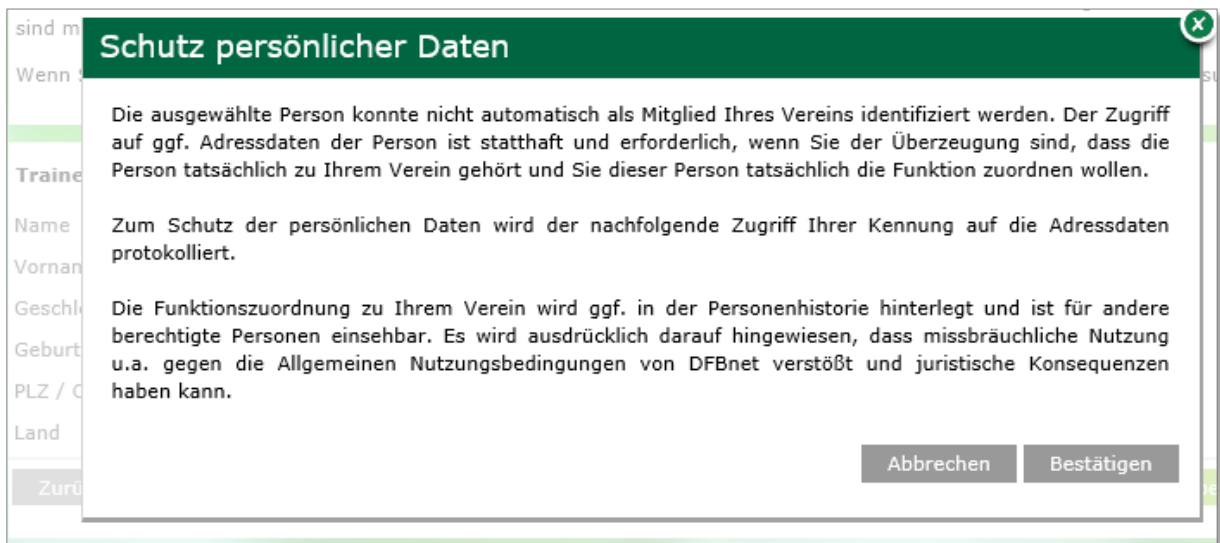 sind m
Schutz persönlicher Daten
Wenn
Die ausgewählte Person konnte nicht automatisch als Mitglied Ihres Vereins identifiziert werden. Der Zugriff
auf ggf. Adressdaten der Person ist statthaft und erforderlich, wenn Sie der Überzeugung sind, dass die
Person tatsächlich zu Ihrem Verein gehört und Sie dieser Person tatsächlich die Funktion zuordnen wollen.
Zum Schutz der persönlichen Daten wird der nachfolgende Zugriff Ihrer Kennung auf die Adressdaten
protokolliert.
Die Funktionszuordnung zu Ihrem Verein wird ggf. in der Personenhistorie hinterlegt und ist für andere
berechtigte Personen einsehbar. Es wird ausdrücklich darauf hingewiesen, dass missbräuchliche Nutzung
u.a. gegen die Allgemeinen Nutzungsbedingungen von DFBnet verstößt und juristische Konsequenzen
haben kann.
Abbrechen Bestätigen
Traine
Name
Vornan
Geschl
Geburt
PLZ / O
Land
Zurü